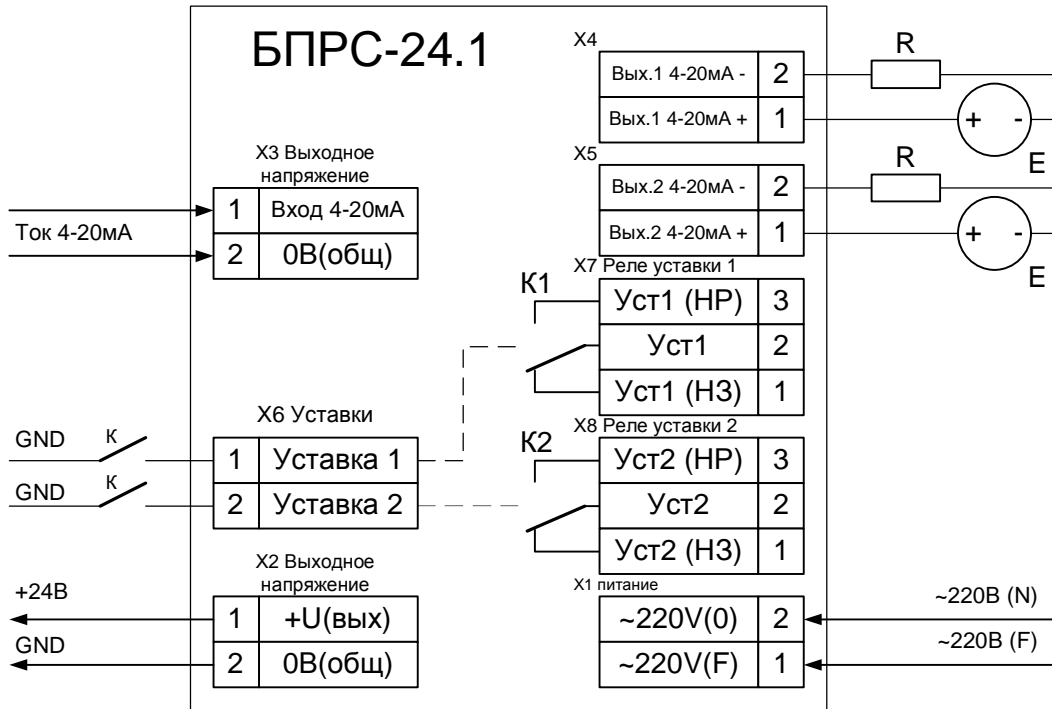 БПРС-24.1
X3 Выходное
напряжение
1 Вход 4-20мА
2 0В(общ)
Ток 4-20мА
X6 Уставки
1 Уставка 1
2 Уставка 2
GND К
GND К
X2 Выходное
напряжение
1 +U(вых)
2 0В(общ)
+24В
GND
X4
Вых.1 4-20мА - 2
Вых.1 4-20мА + 1
R
+ -
E
X5
Вых.2 4-20мА - 2
Вых.2 4-20мА + 1
R
+ -
E
X7 Реле уставки 1
К1
Уст1 (НР) 3
Уст1 2
Уст1 (НЗ) 1
X8 Реле уставки 2
К2
Уст2 (НР) 3
Уст2 2
Уст2 (НЗ) 1
X1 питание
~220V(0) 2
~220V(F) 1
~220В (N)
~220В (F)